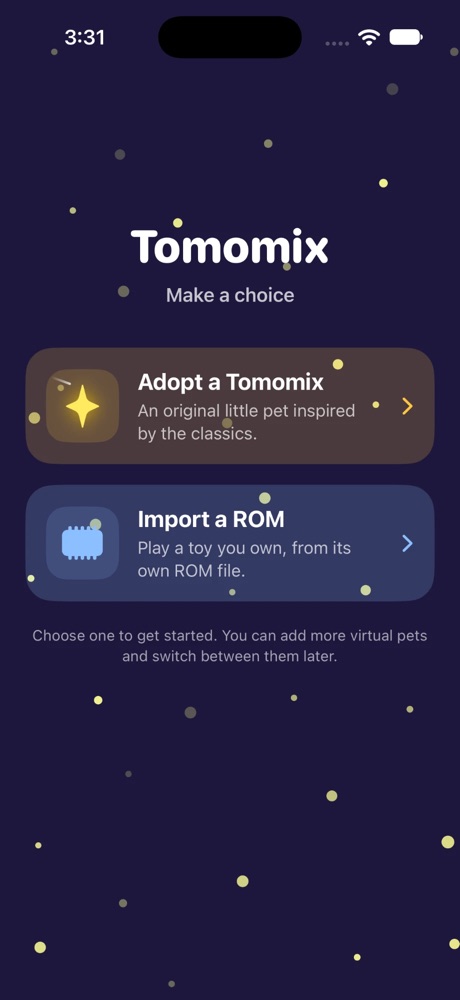 3:31
Tomomix
Make a choice
Adopt a Tomomix
An original little pet inspired
by the classics.
Import a ROM
Play a toy you own, from its
own ROM file.
Choose one to get started. You can add more virtual pets
and switch between them later.